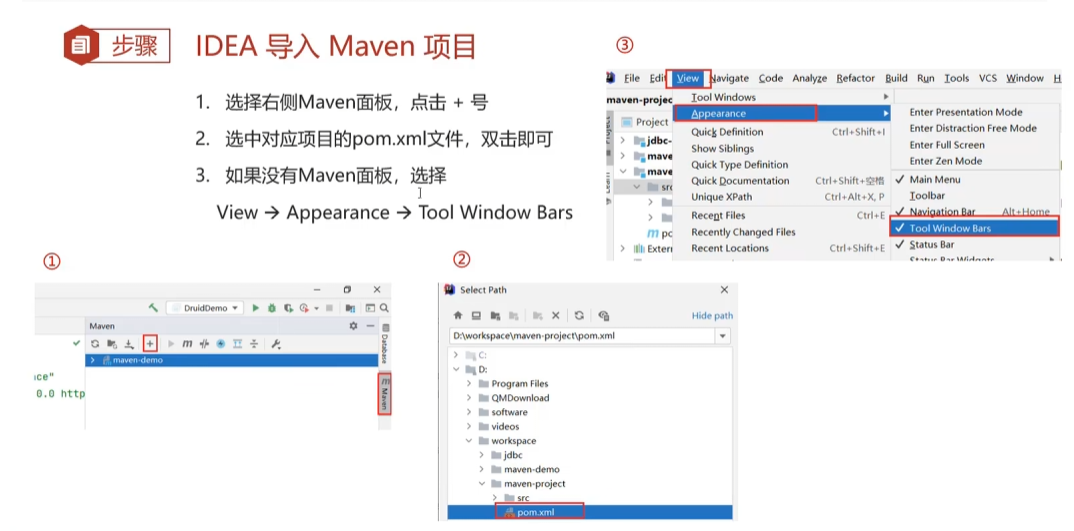 步骤
IDEA 导入 Maven 项目
1. 选择右侧Maven面板，点击 + 号
2. 选中对应项目的pom.xml文件，双击即可
3. 如果没有Maven面板，选择
View → Appearance → Tool Window Bars
③
File Edit View Navigate Code Analyze Refactor Build Run Tools VCS Window H
maven-projec
Tool Windows
Project
Appearance
Quick Definition Ctrl+Shift+I
Show Siblings
Quick Type Definition
Quick Documentation Ctrl+Shift+空格
Unique XPath Ctrl+Alt+X, P
Recent Files Ctrl+E
Recently Changed Files
Recent Locations Ctrl+Shift+E
jdbc-
mave
mave
src
po
Exter
Enter Presentation Mode
Enter Distraction Free Mode
Enter Full Screen
Enter Zen Mode
Main Menu
Toolbar
Navigation Bar Alt+Home
Tool Window Bars
Status Bar
Status Bar Widgets
①
DruidDemo
Maven
maven-demo
Database
Maven
ce"
0.0 http
②
Select Path
Hide path
D:\workspace\maven-project\pom.xml
C:
D:
Program Files
QMDownload
software
videos
workspace
jdbc
maven-demo
maven-project
src
pom.xml